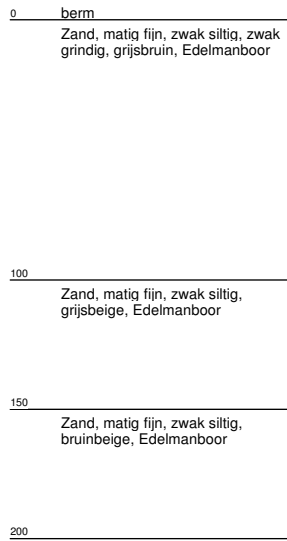 0 berm
Zand, matig fijn, zwak siltig, zwak
grindig, grijsbruin, Edelmanboor
100
Zand, matig fijn, zwak siltig,
grijsbeige, Edelmanboor
150
Zand, matig fijn, zwak siltig,
bruinbeige, Edelmanboor
200